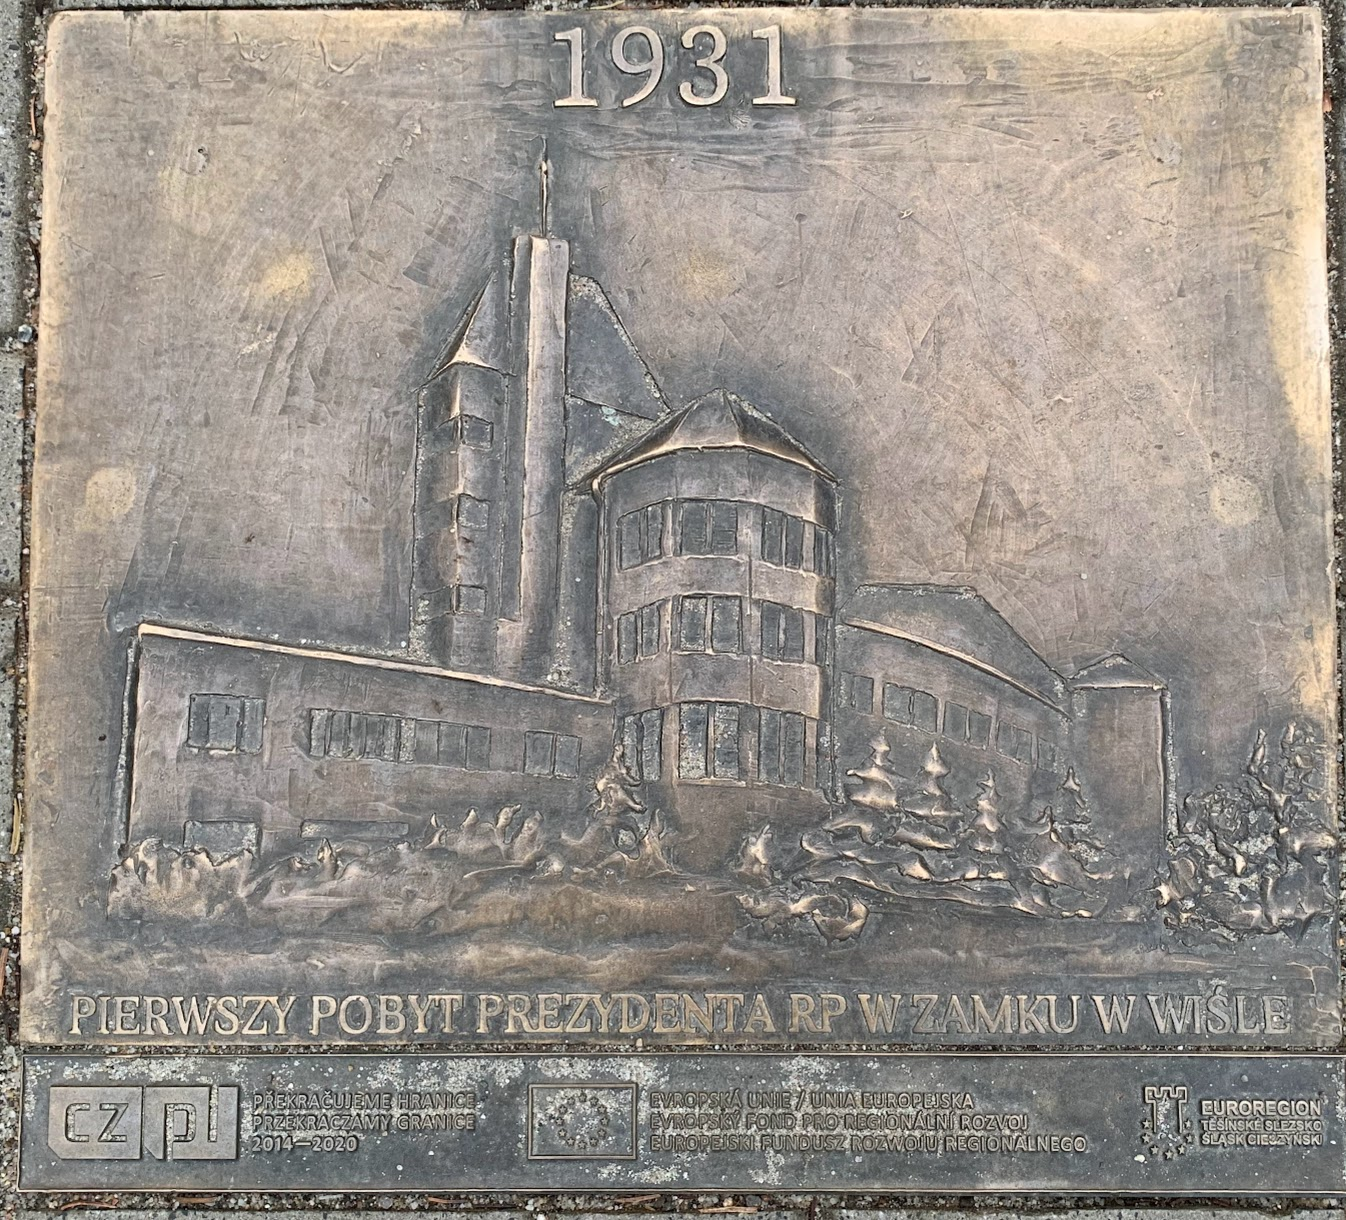 1931
PIERWSZY POBYT PREZYDENTA RP W ZAMKU W WIŚLE
CZ PL
PŘEKRAČUJEME HRANICE
PRZEKRACZAMY GRANICE
2014—2020
EVROPSKÁ UNIE / UNIA EUROPEJSKA
EVROPSKÝ FOND PRO REGIONÁLNÍ ROZVOJ
EUROPEJSKI FUNDUSZ ROZWOJU REGIONALNEGO
EUROREGION
TĚŠÍNSKÉ SLEZSKO
ŚLĄSK CIESZYŃSKI